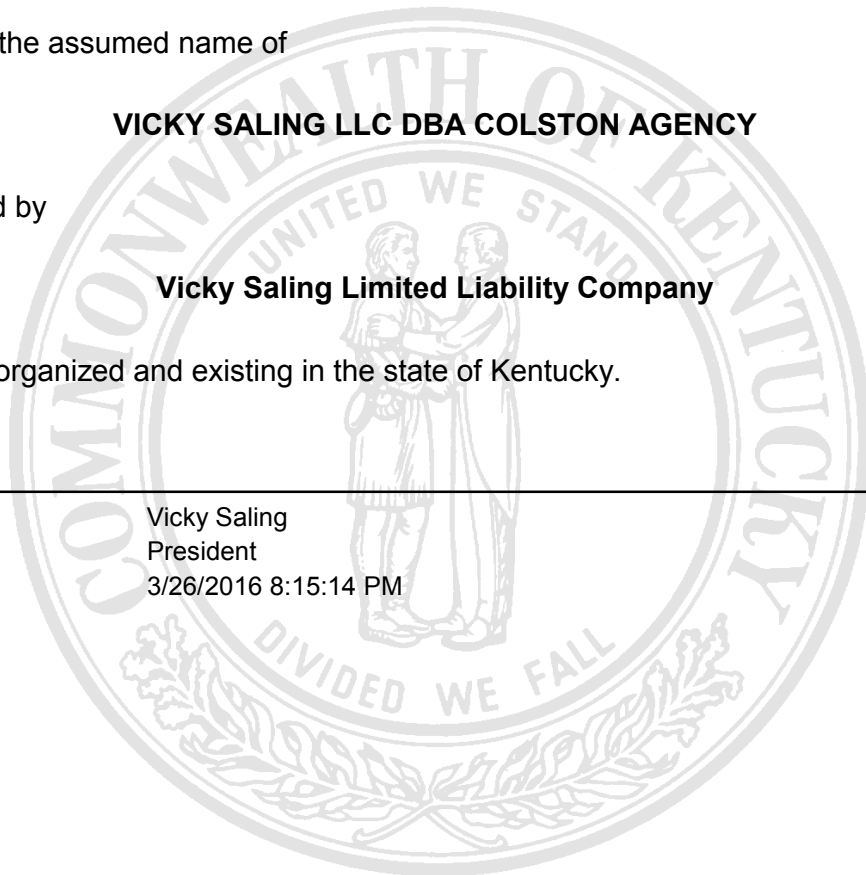 the assumed name of
VICKY SALING LLC DBA COLSTON AGENCY
d by
Vicky Saling Limited Liability Company
organized and existing in the state of Kentucky.
Vicky Saling
President
3/26/2016 8:15:14 PM
COMMONWEALTH OF KENTUCKY
UNITED WE STAND
DIVIDED WE FALL